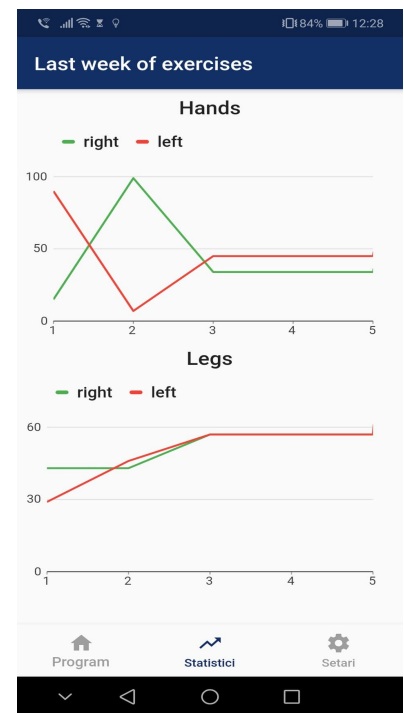 84% 12:28
Last week of exercises
Hands
right left
100
50
0
1 2 3 4 5
Legs
right left
60
30
0
1 2 3 4 5
Program Statistici Setari